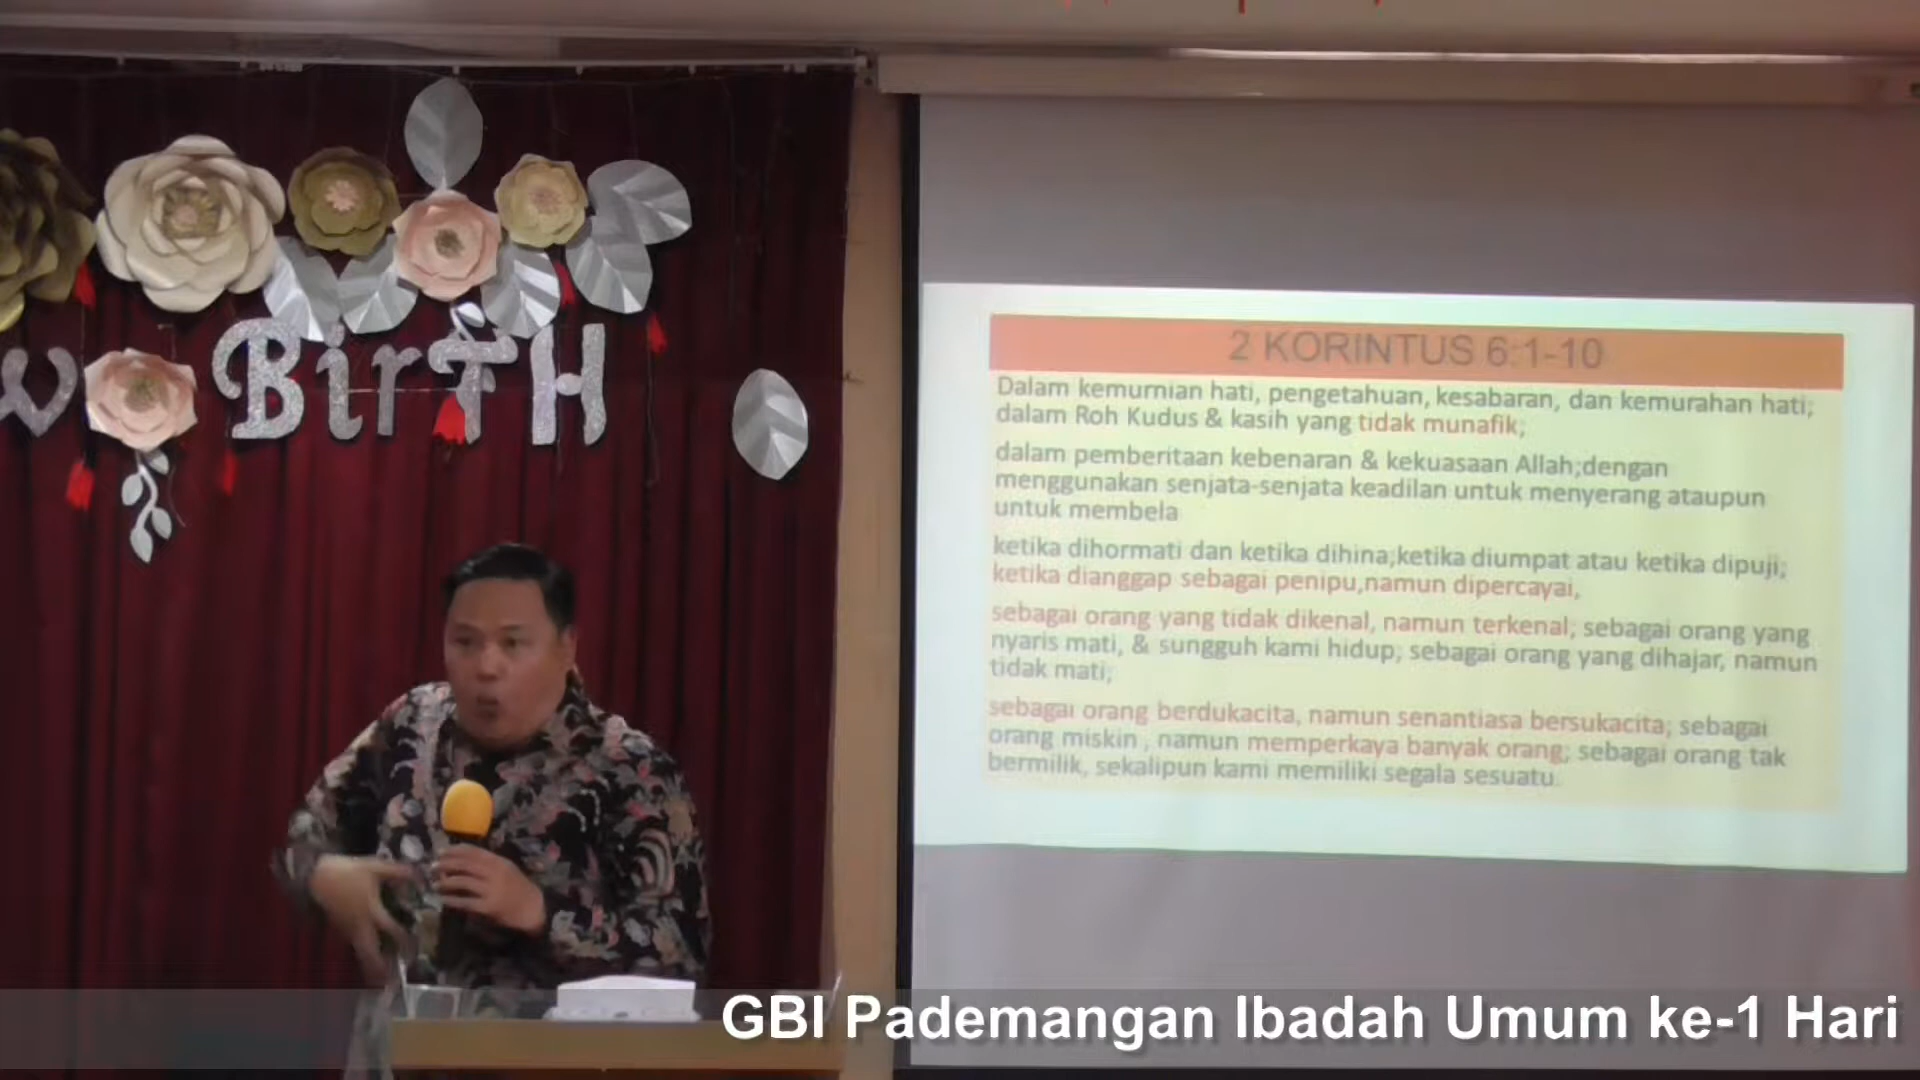 w BirTH
2 KORINTUS 6:1-10
Dalam kemurnian hati, pengetahuan, kesabaran, dan kemurahan hati;
dalam Roh Kudus & kasih yang tidak munafik;
dalam pemberitaan kebenaran & kekuasaan Allah;dengan
menggunakan senjata-senjata keadilan untuk menyerang ataupun
untuk membela
ketika dihormati dan ketika dihina;ketika diumpat atau ketika dipuji;
ketika dianggap sebagai penipu,namun dipercayai,
sebagai orang yang tidak dikenal, namun terkenal; sebagai orang yang
nyaris mati, & sungguh kami hidup; sebagai orang yang dihajar, namun
tidak mati;
sebagai orang berdukacita, namun senantiasa bersukacita; sebagai
orang miskin , namun memperkaya banyak orang; sebagai orang tak
bermilik, sekalipun kami memiliki segala sesuatu.
GBI Pademangan Ibadah Umum ke-1 Hari